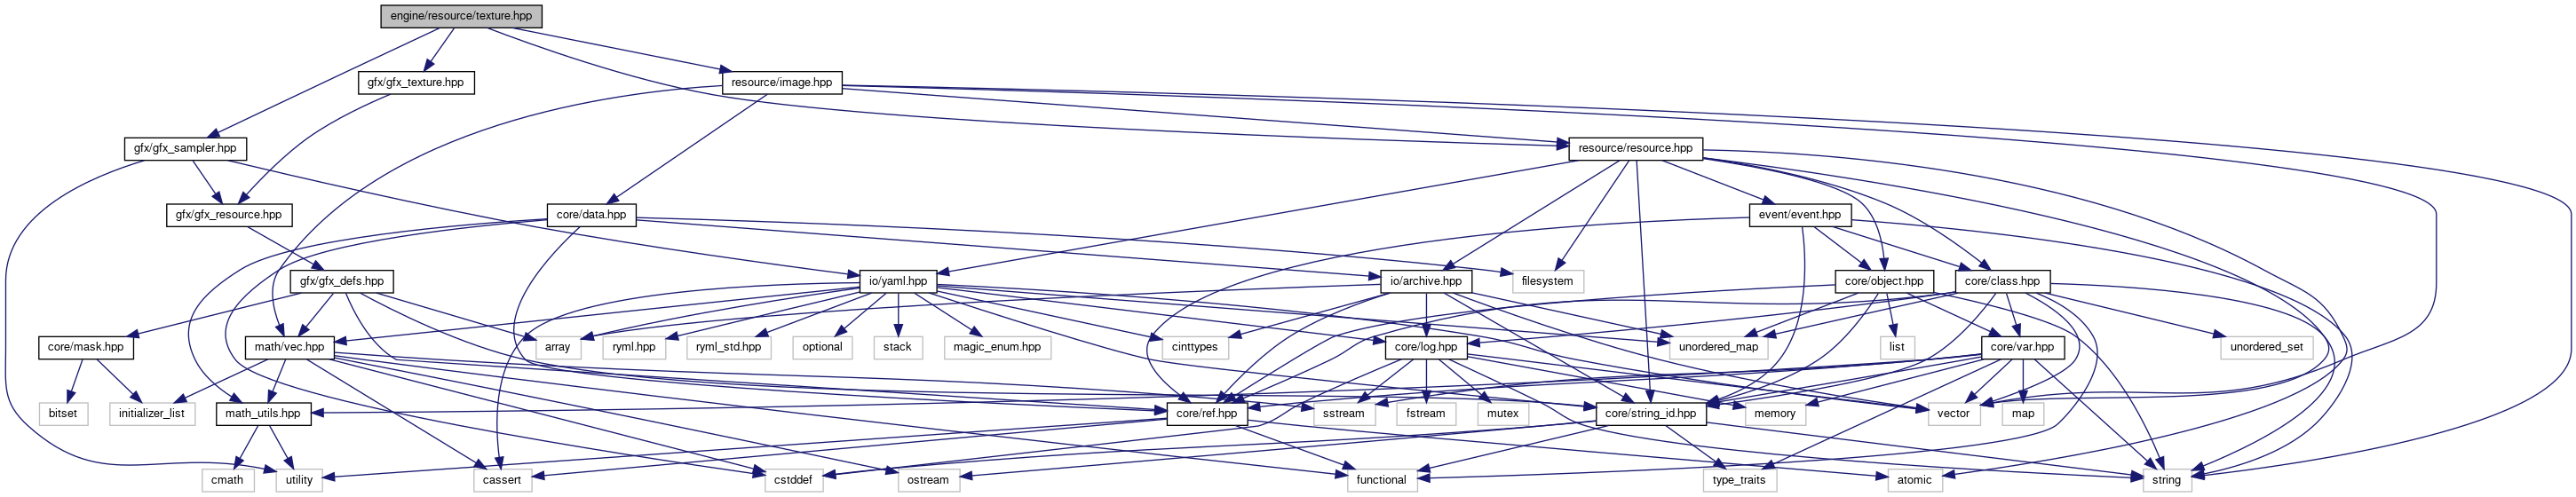 engine/resource/texture.hpp
gfx/gfx_texture.hpp
resource/image.hpp
gfx/gfx_sampler.hpp
resource/resource.hpp
gfx/gfx_resource.hpp
core/data.hpp
event/event.hpp
gfx/gfx_defs.hpp
io/yaml.hpp
io/archive.hpp
filesystem
core/object.hpp
core/class.hpp
core/mask.hpp
math/vec.hpp
array
ryml.hpp
ryml_std.hpp
optional
stack
magic_enum.hpp
cinttypes
core/log.hpp
unordered_map
list
core/var.hpp
unordered_set
bitset
initializer_list
math_utils.hpp
core/ref.hpp
sstream
fstream
mutex
core/string_id.hpp
memory
vector
map
cmath
utility
cassert
cstddef
ostream
functional
type_traits
atomic
string